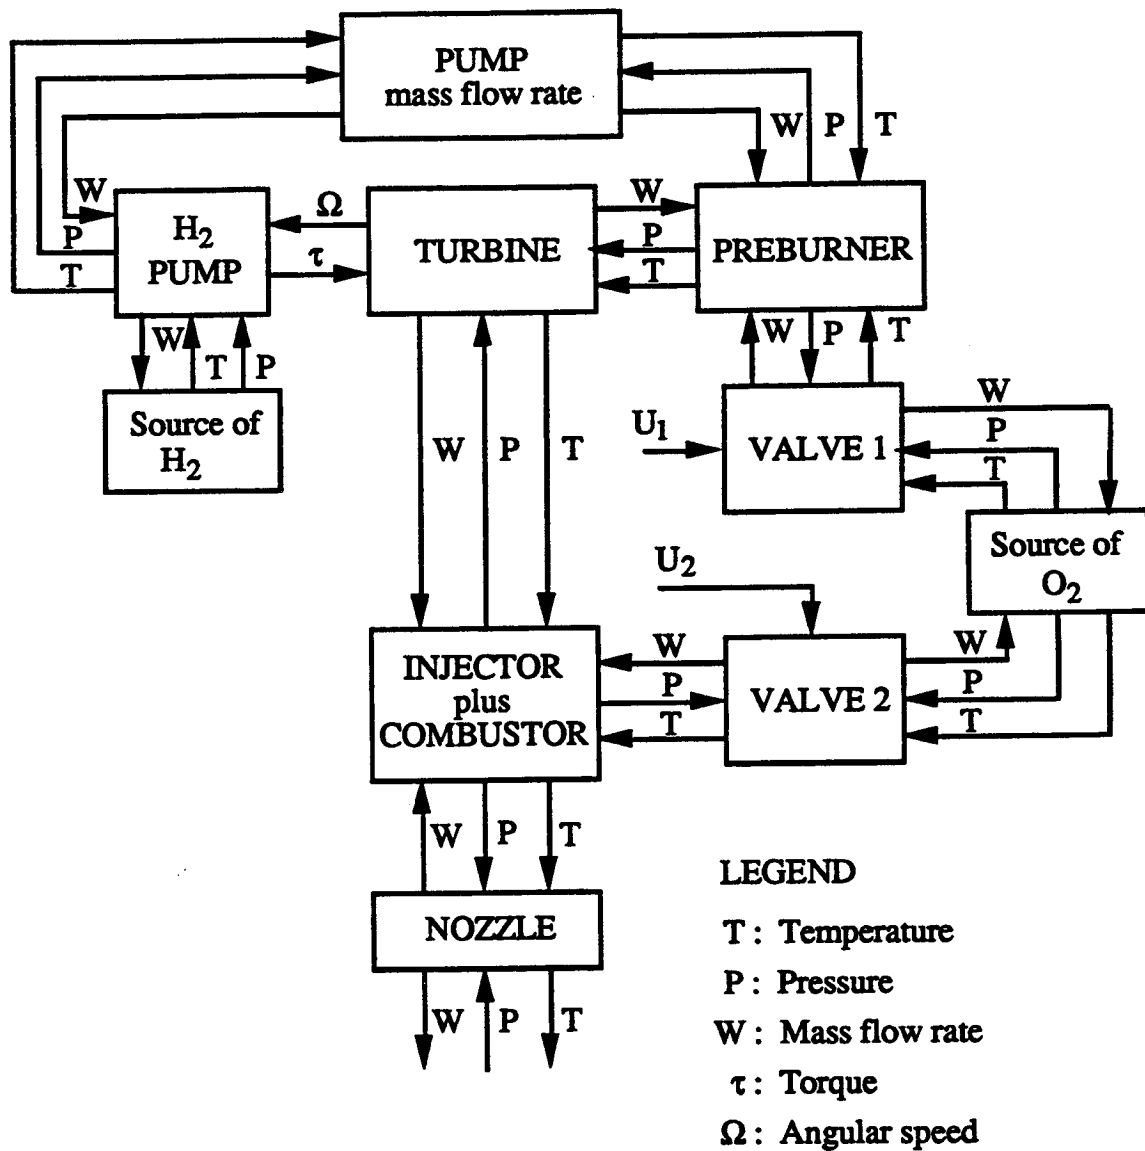 PUMP
mass flow rate
W P T
W
P
T
H2
PUMP
Ω
τ
TURBINE
W
P
T
PREBURNER
W T P
Source of
H2
W P T
W P T
U1
VALVE 1
W
P
T
Source of
O2
U2
INJECTOR
plus
COMBUSTOR
W
P
T
VALVE 2
W
P
T
W P T
NOZZLE
W P T
LEGEND
T : Temperature
P : Pressure
W : Mass flow rate
τ : Torque
Ω : Angular speed